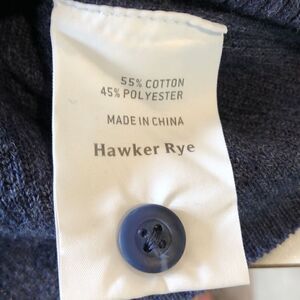 55% COTTON
45% POLYESTER
MADE IN CHINA
Hawker Rye